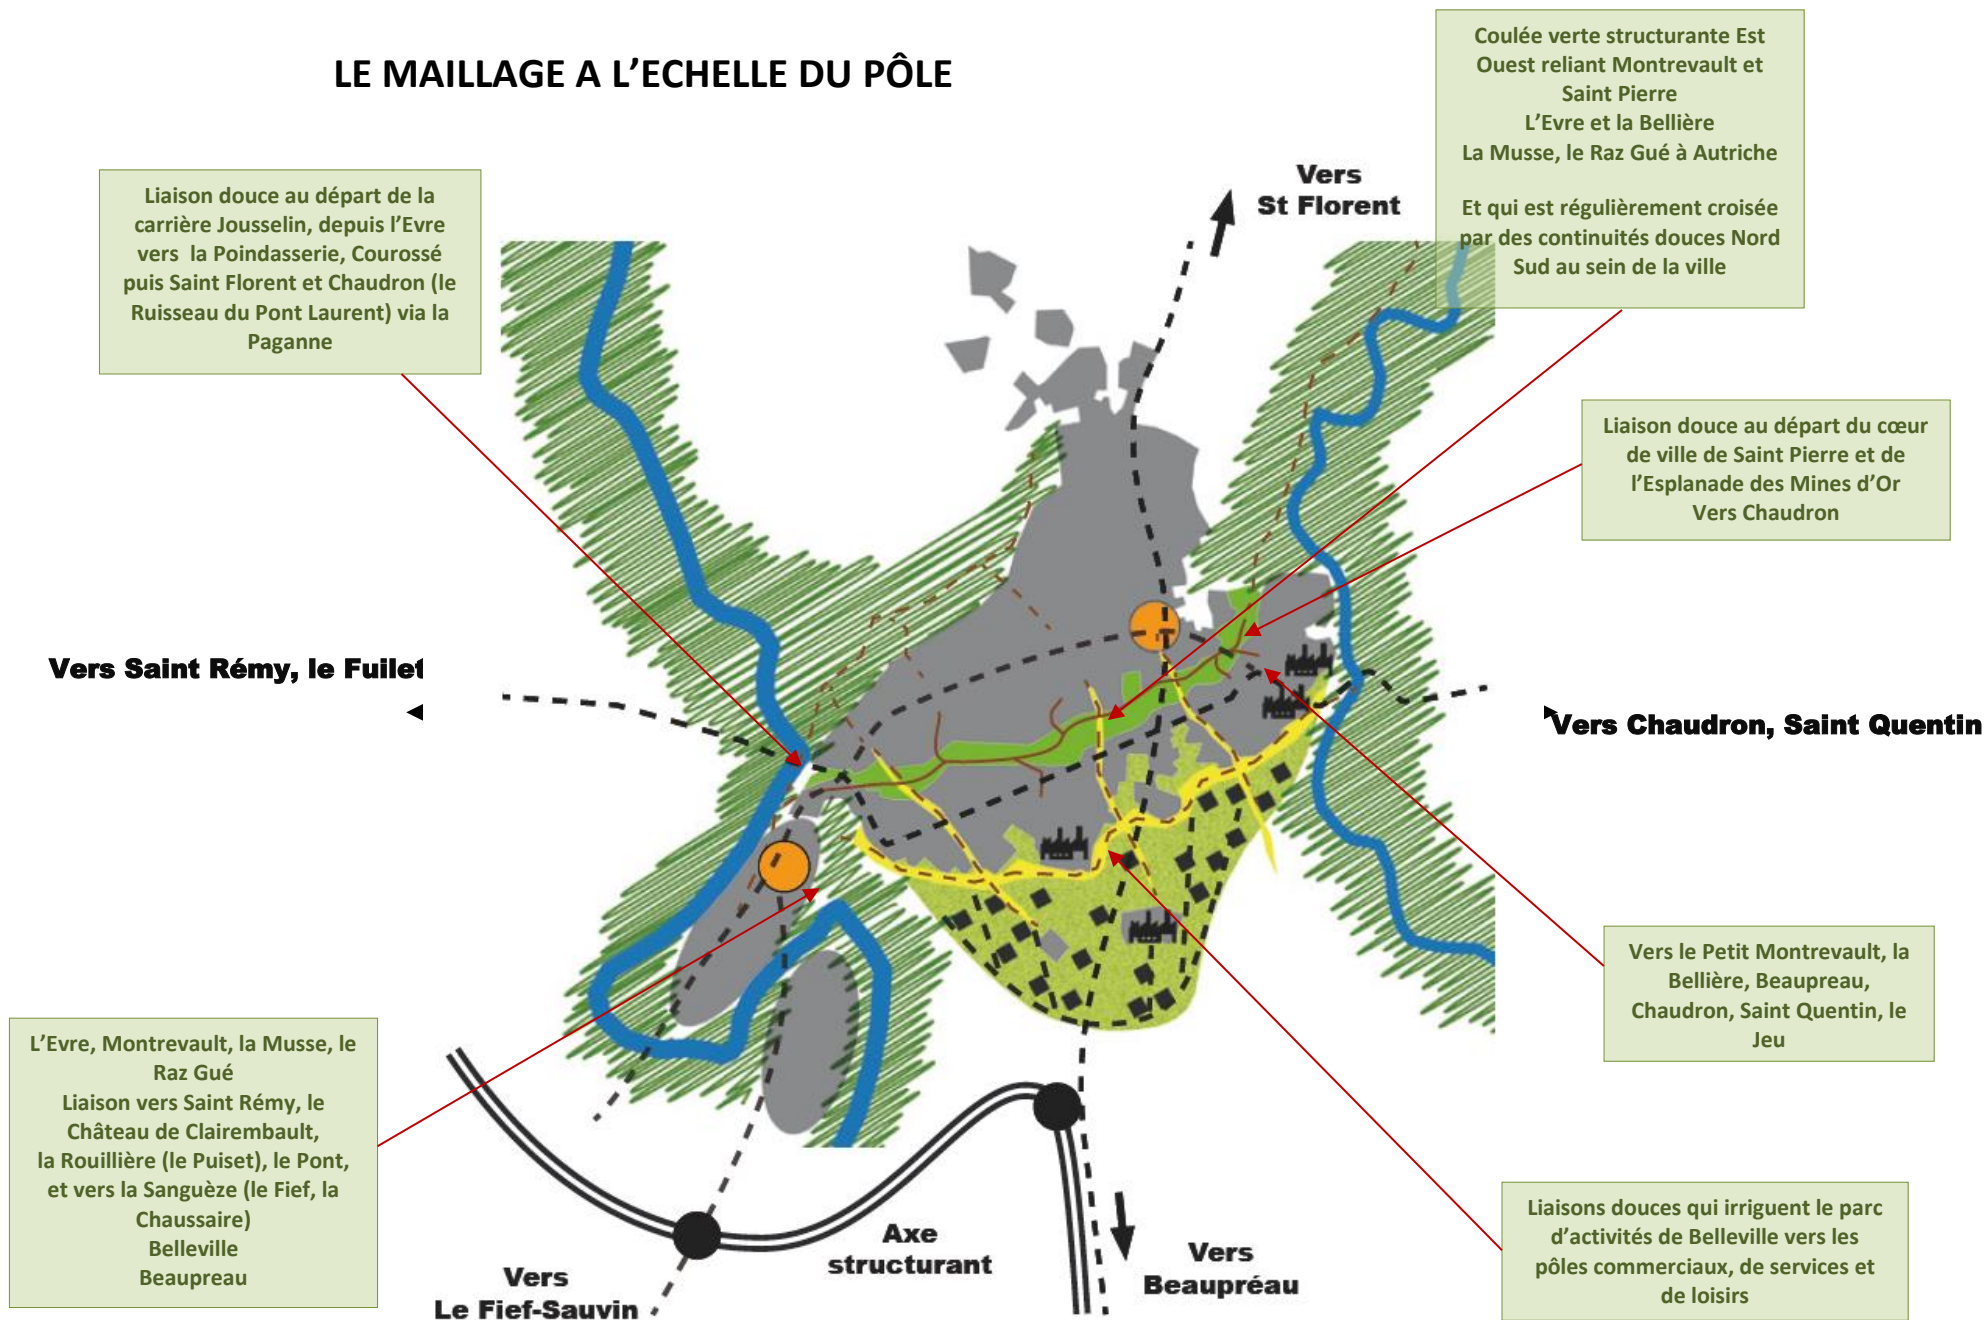 LE MAILLAGE A L’ECHELLE DU PÔLE
Coulée verte structurante Est
Ouest reliant Montrevault et
Saint Pierre
L’Evre et la Bellière
La Musse, le Raz Gué à Autriche
Et qui est régulièrement croisée
par des continuités douces Nord
Sud au sein de la ville
Liaison douce au départ de la
carrière Jousselin, depuis l’Evre
vers la Poindasserie, Courossé
puis Saint Florent et Chaudron (le
Ruisseau du Pont Laurent) via la
Paganne
Vers
St Florent
Liaison douce au départ du cœur
de ville de Saint Pierre et de
l’Esplanade des Mines d’Or
Vers Chaudron
Vers Saint Rémy, le Fuilet
Vers Chaudron, Saint Quentin
Vers le Petit Montrevault, la
Bellière, Beaupreau,
Chaudron, Saint Quentin, le
Jeu
L’Evre, Montrevault, la Musse, le
Raz Gué
Liaison vers Saint Rémy, le
Château de Clairembault,
la Rouillière (le Puiset), le Pont,
et vers la Sanguèze (le Fief, la
Chaussaire)
Belleville
Beaupreau
Liaisons douces qui irriguent le parc
d’activités de Belleville vers les
pôles commerciaux, de services et
de loisirs
Axe
structurant
Vers
Beaupréau
Vers
Le Fief-Sauvin